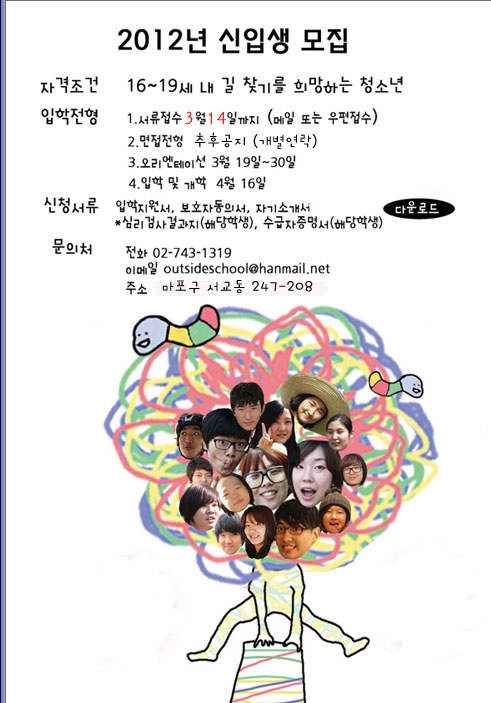 2012년 신입생 모집
자격조건 16~19세 내 길 찾기를 희망하는 청소년
입학전형 1.서류접수 3월14일까지 (메일 또는 우편접수)
2.면접전형 추후공지 (개별연락)
3.오리엔테이션 3월 19일~30일
4.입학 및 개학 4월 16일
신청서류 입학지원서, 보호자동의서, 자기소개서 다운로드
*심리검사결과지(해당학생), 수급자증명서(해당학생)
문의처 전화 02-743-1319
이메일 outsideschool@hanmail.net
주소 마포구 서교동 247-208